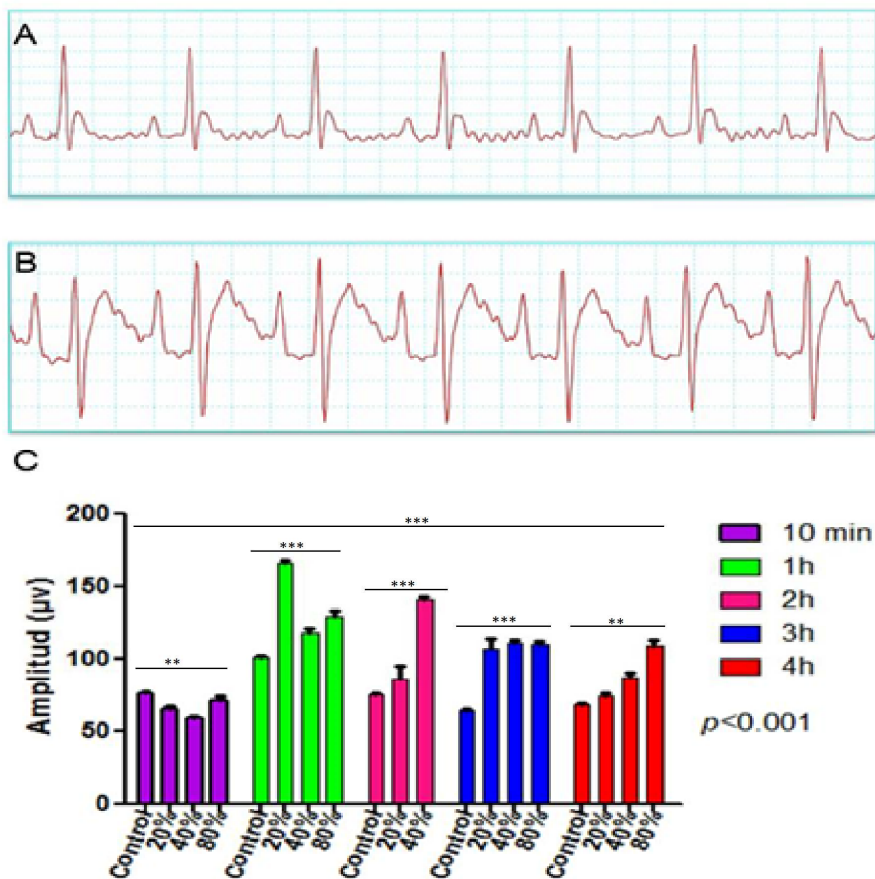 A
B
C
200
150
100
50
0
Amplitud (µv)
***
***
***
***
**
**
10 min
1h
2h
3h
4h
p<0.001
Control 20% 40% 80%
Control 20% 40% 80%
Control 20% 40%
Control 20% 40% 80%
Control 20% 40% 80%